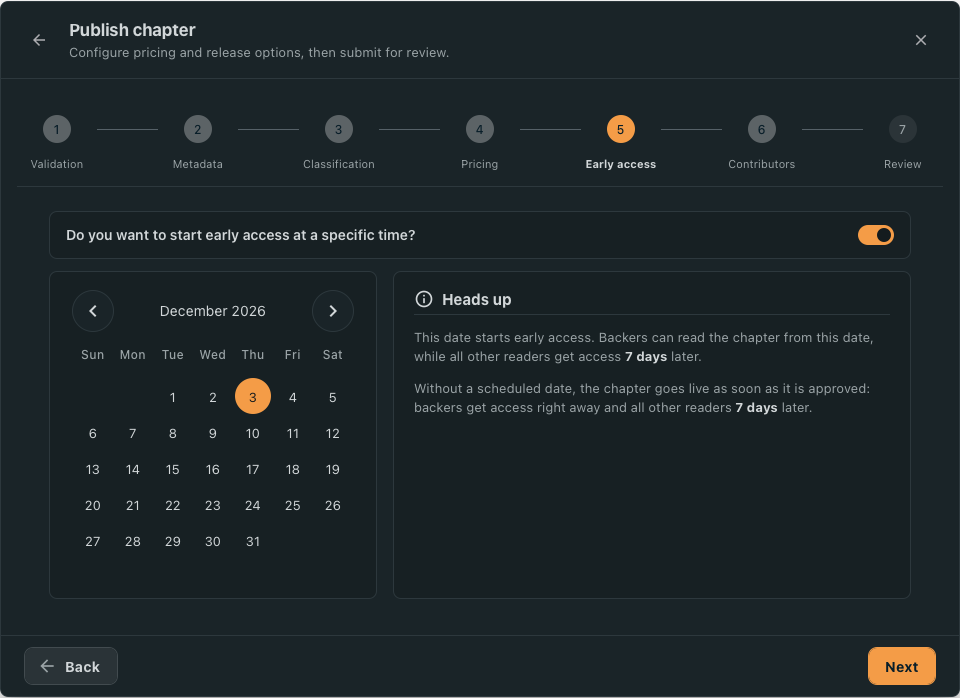 Publish chapter
Configure pricing and release options, then submit for review.
1 2 3 4 5 6 7
Validation Metadata Classification Pricing Early access Contributors Review
Do you want to start early access at a specific time?
December 2026
Sun Mon Tue Wed Thu Fri Sat
1 2 3 4 5
6 7 8 9 10 11 12
13 14 15 16 17 18 19
20 21 22 23 24 25 26
27 28 29 30 31
Heads up
This date starts early access. Backers can read the chapter from this date,
while all other readers get access 7 days later.
Without a scheduled date, the chapter goes live as soon as it is approved:
backers get access right away and all other readers 7 days later.
Back
Next